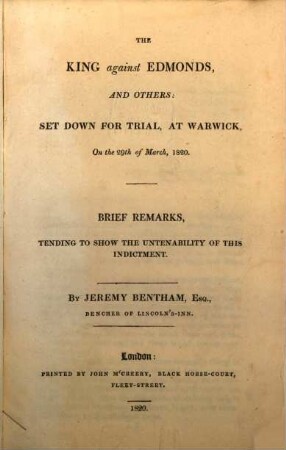 THE
KING against EDMONDS,
AND OTHERS:
SET DOWN FOR TRIAL, AT WARWICK,
On the 29th of March, 1820.
BRIEF REMARKS,
TENDING TO SHOW THE UNTENABILITY OF THIS
INDICTMENT.
BY JEREMY BENTHAM, ESQ.,
BENCHER OF LINCOLN'S-INN.
London:
PRINTED BY JOHN M'CREERY, BLACK HORSE-COURT,
FLEET-STREET.
1820.